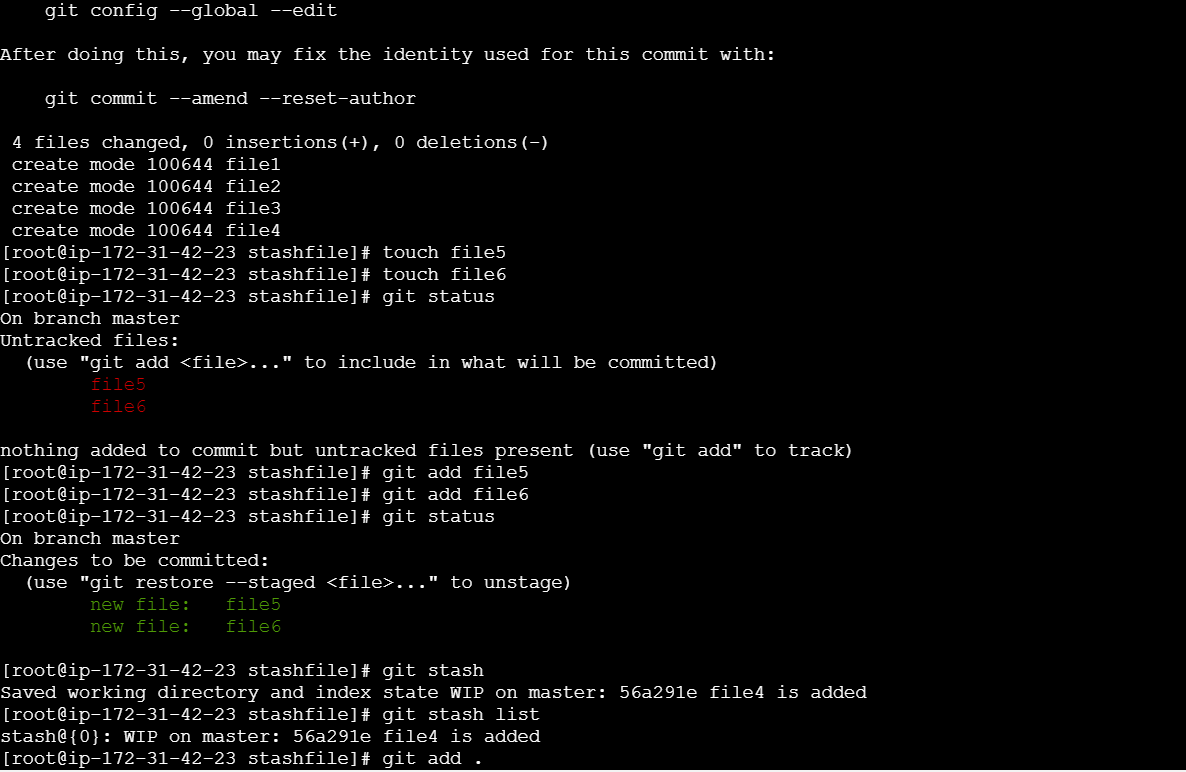 git config --global --edit
After doing this, you may fix the identity used for this commit with:
git commit --amend --reset-author
4 files changed, 0 insertions(+), 0 deletions(-)
create mode 100644 file1
create mode 100644 file2
create mode 100644 file3
create mode 100644 file4
[root@ip-172-31-42-23 stashfile]# touch file5
[root@ip-172-31-42-23 stashfile]# touch file6
[root@ip-172-31-42-23 stashfile]# git status
On branch master
Untracked files:
(use "git add <file>..." to include in what will be committed)
file5
file6
nothing added to commit but untracked files present (use "git add" to track)
[root@ip-172-31-42-23 stashfile]# git add file5
[root@ip-172-31-42-23 stashfile]# git add file6
[root@ip-172-31-42-23 stashfile]# git status
On branch master
Changes to be committed:
(use "git restore --staged <file>..." to unstage)
new file:   file5
new file:   file6
[root@ip-172-31-42-23 stashfile]# git stash
Saved working directory and index state WIP on master: 56a291e file4 is added
[root@ip-172-31-42-23 stashfile]# git stash list
stash@{0}: WIP on master: 56a291e file4 is added
[root@ip-172-31-42-23 stashfile]# git add .